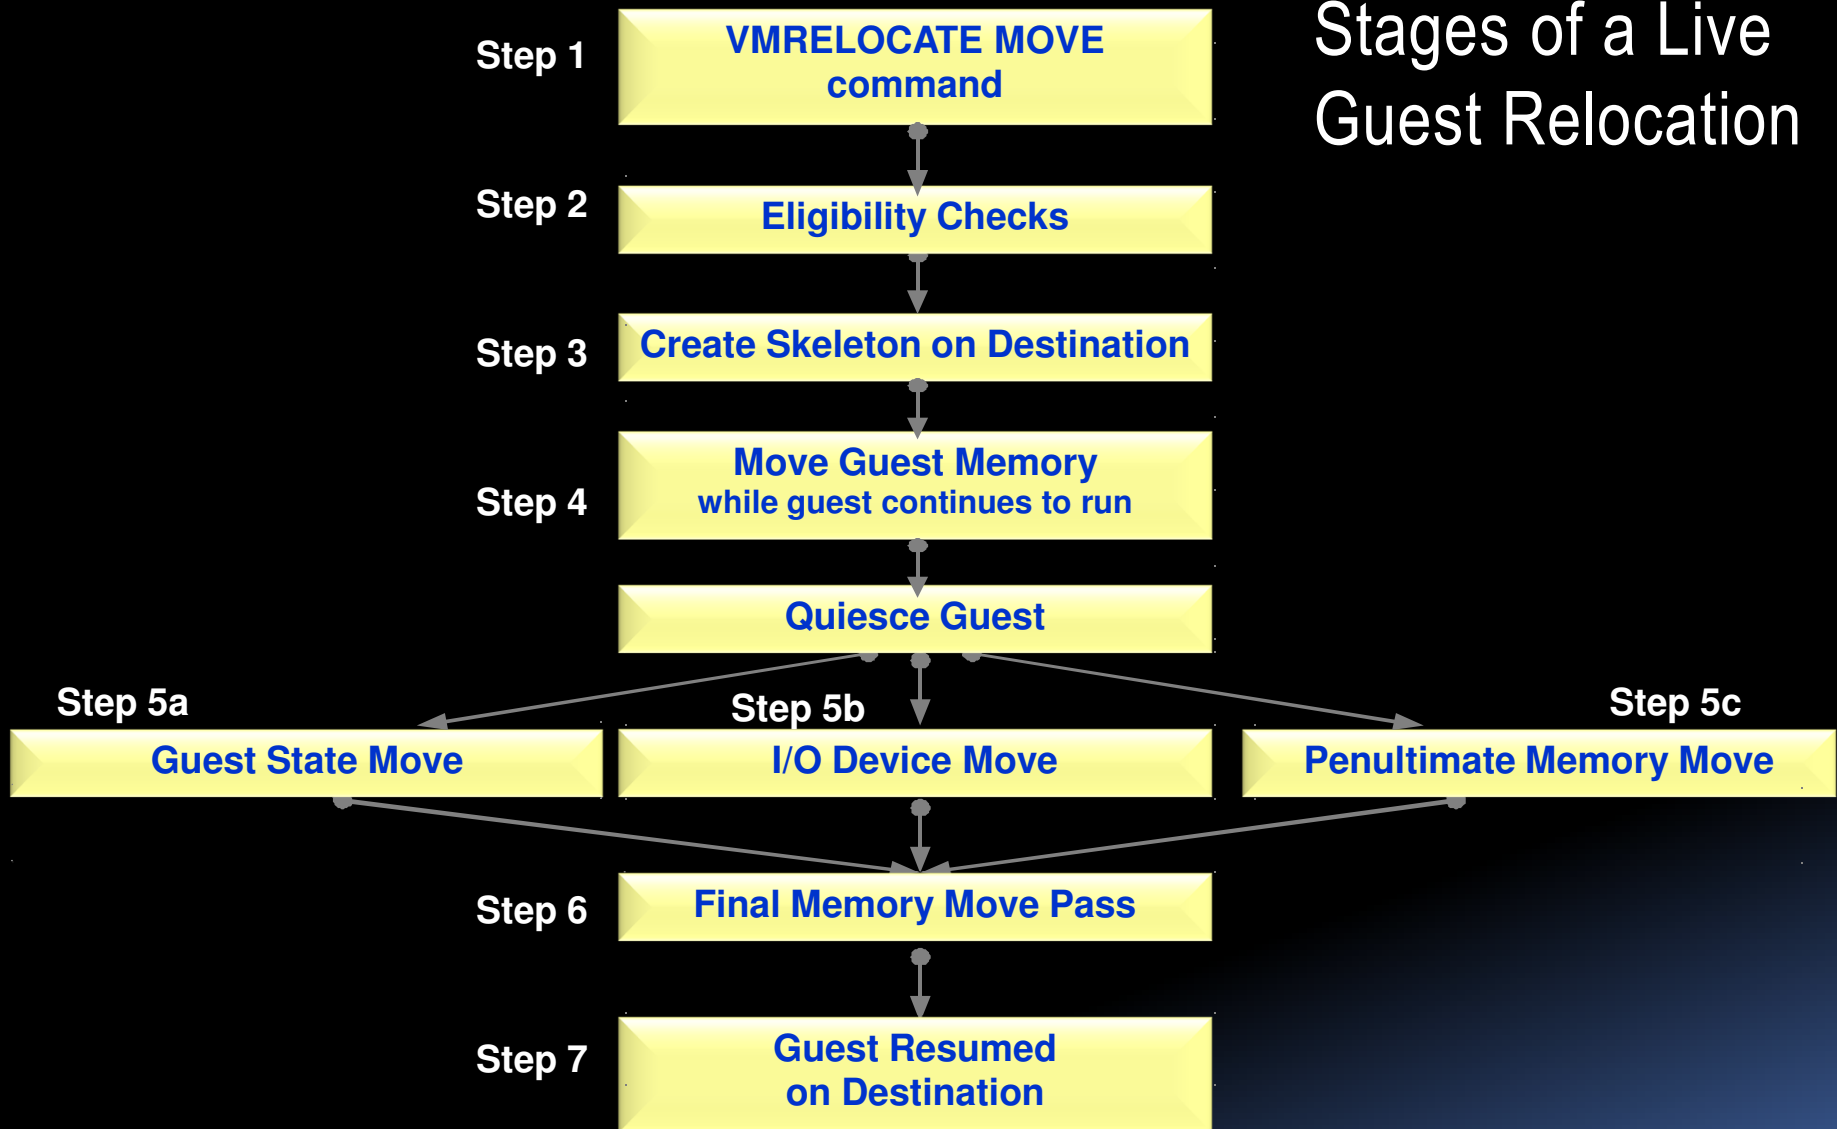 Stages of a Live
Guest Relocation
Step 1
VMRELOCATE MOVE
command
Step 2
Eligibility Checks
Step 3
Create Skeleton on Destination
Step 4
Move Guest Memory
while guest continues to run
Quiesce Guest
Step 5a
Step 5b
Step 5c
Guest State Move
I/O Device Move
Penultimate Memory Move
Step 6
Final Memory Move Pass
Step 7
Guest Resumed
on Destination